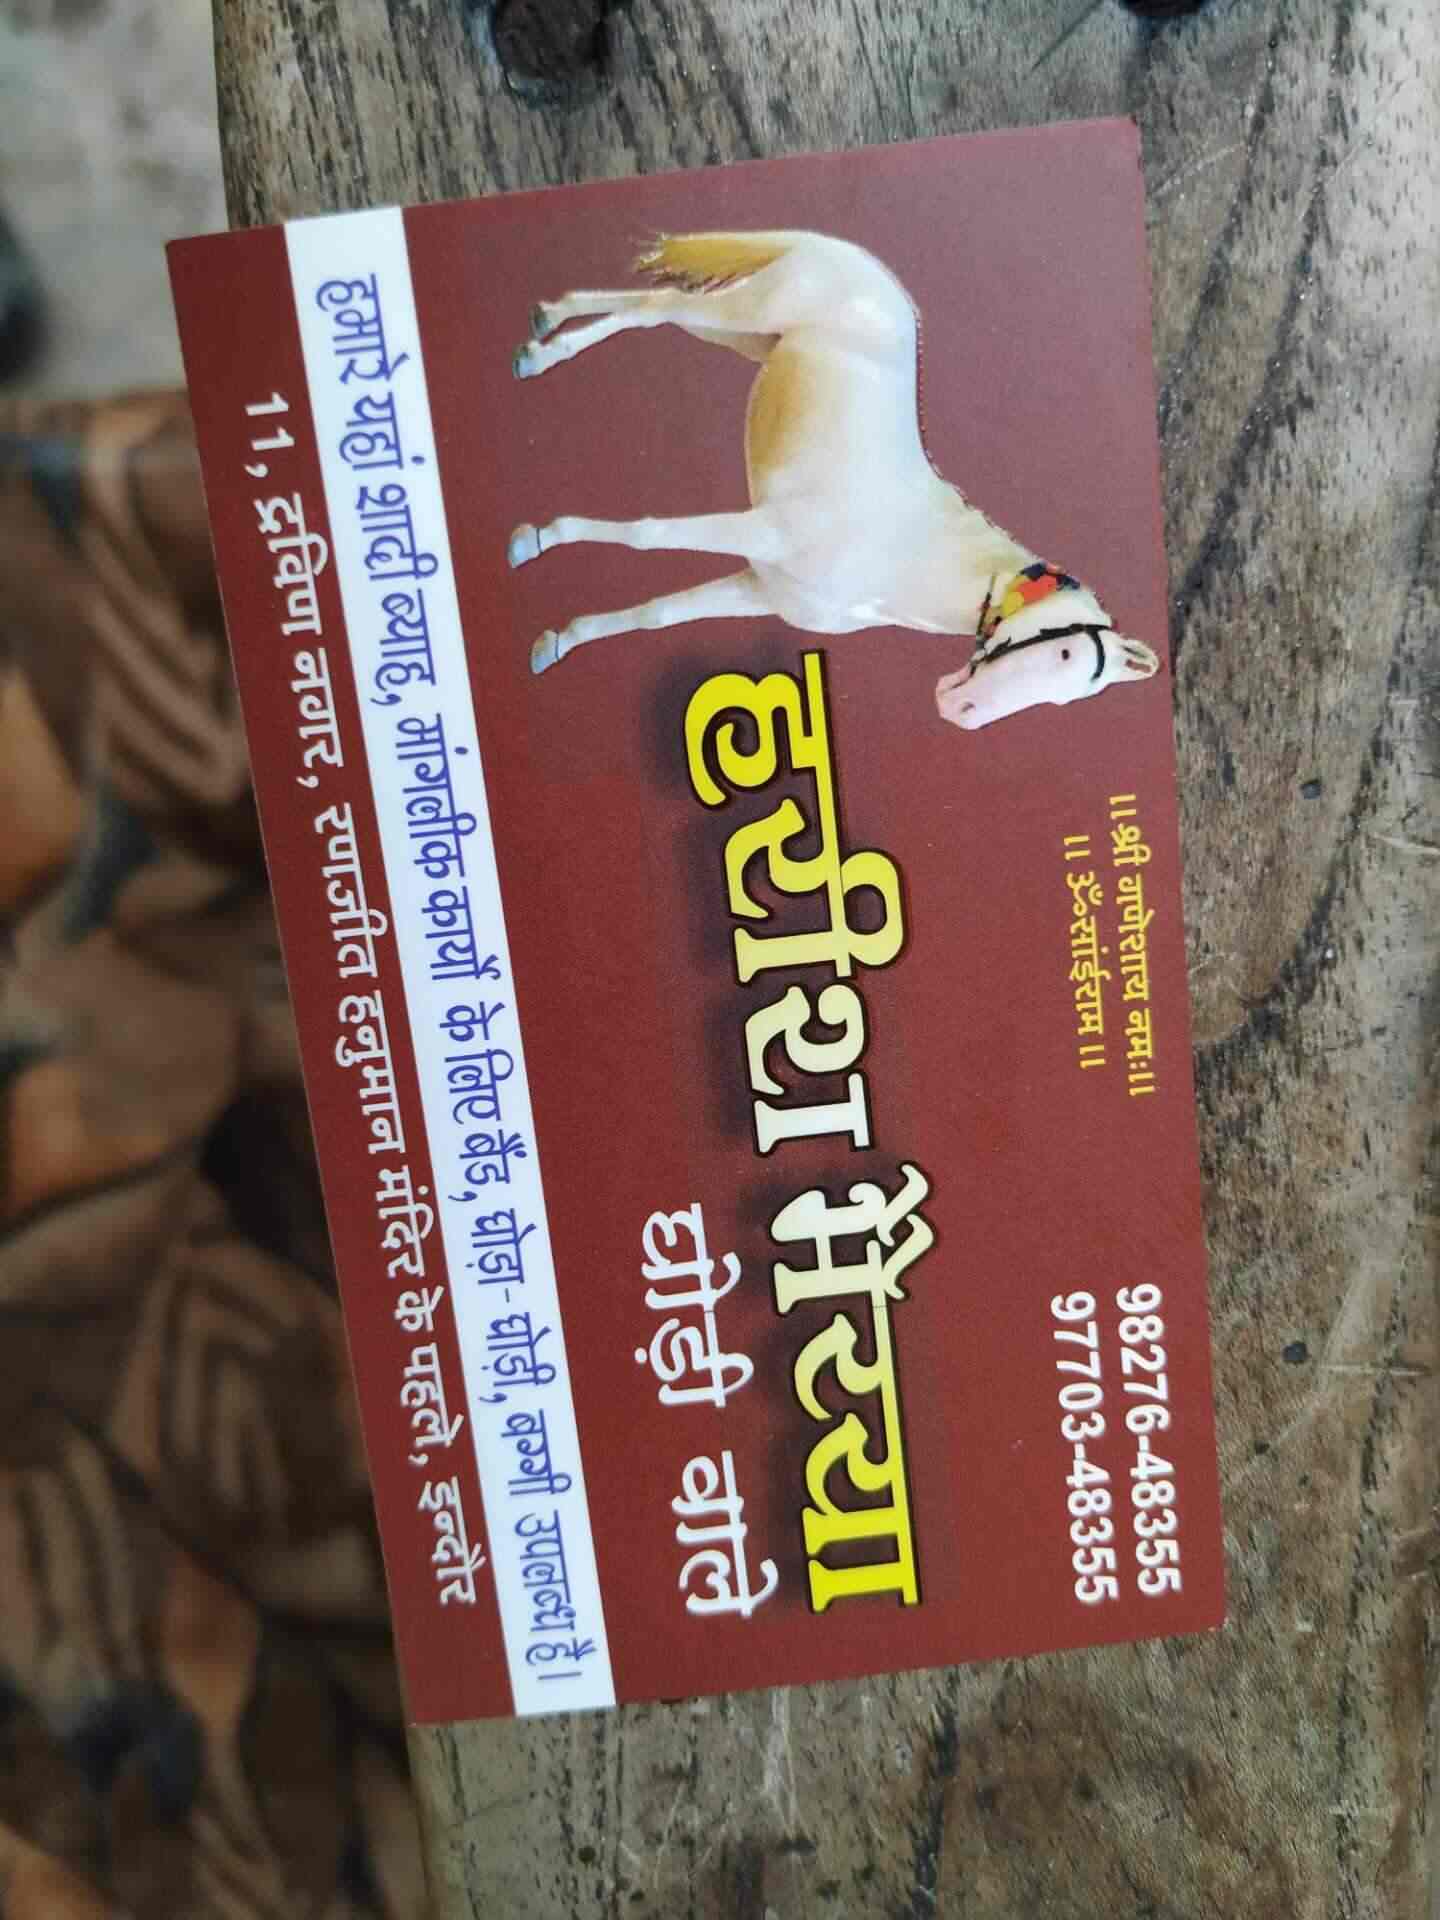 ।।श्री गणेशाय नमः।।
।। ॐ सांईराम ।।
98276-48355
97703-48355
हरीश भैय्या
घोड़ी वाले
हमारे यहां शादी ब्याह, मांगलीक कार्यों के लिए बैंड, घोड़ा-घोड़ी, बग्गी उपलब्ध है।
11, द्रविण नगर, रणजीत हनुमान मंदिर के पहले, इन्दौर